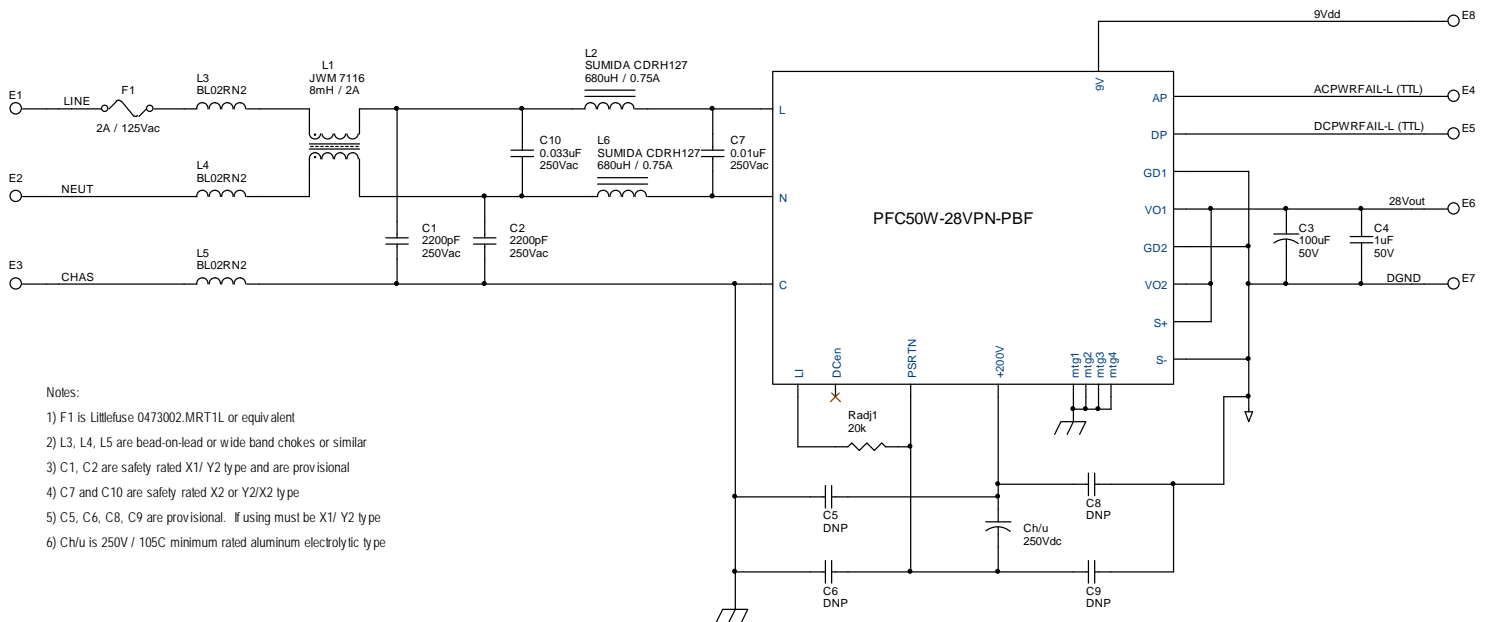 9Vdd
E8
L2
SUMIDA CDRH127
680uH / 0.75A
L1
JWM 7116
8mH / 2A
L3
BL02RN2
F1
E1
LINE
2A / 125Vac
9V
L
AP
ACPWRFAIL-L (TTL)
E4
DP
DCPWRFAIL-L (TTL)
E5
C10
0.033uF
250Vac
L6
SUMIDA CDRH127
680uH / 0.75A
C7
0.01uF
250Vac
L4
BL02RN2
E2
NEUT
N
GD1
PFC50W-28VPN-PBF
VO1
28Vout
E6
C1
2200pF
250Vac
C2
2200pF
250Vac
C3
100uF
50V
C4
1uF
50V
GD2
L5
BL02RN2
E3
CHAS
C
VO2
DGND
E7
S+
S-
LI
DCen
PSRTN
+200V
mtg1
mtg2
mtg3
mtg4
Radj1
20k
C5
DNP
C8
DNP
Ch/u
250Vdc
C6
DNP
C9
DNP
Notes:
1) F1 is Littlefuse 0473002.MRT1L or equivalent
2) L3, L4, L5 are bead-on-lead or wide band chokes or similar
3) C1, C2 are safety rated X1/ Y2 type and are provisional
4) C7 and C10 are safety rated X2 or Y2/X2 type
5) C5, C6, C8, C9 are provisional.  If using must be X1/ Y2 type
6) Ch/u is 250V / 105C minimum rated aluminum electrolytic type